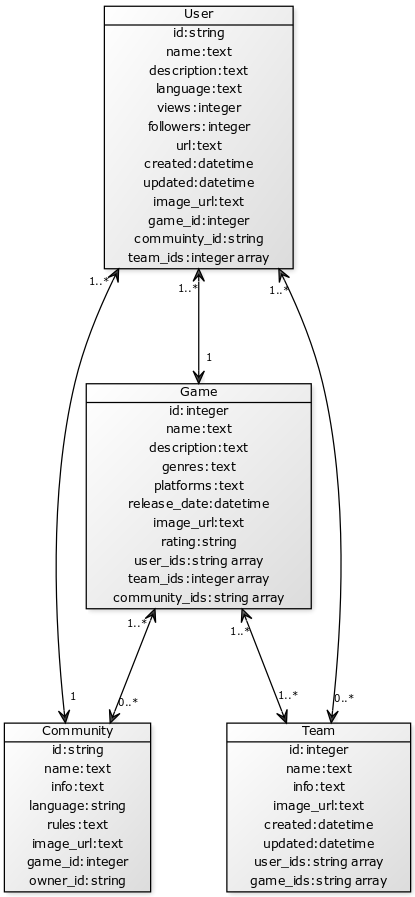 User
id:string
name:text
description:text
language:text
views:integer
followers:integer
url:text
created:datetime
updated:datetime
image_url:text
game_id:integer
commuinty_id:string
team_ids:integer array
1..*
1..*
1..*
1
Game
id:integer
name:text
description:text
genres:text
platforms:text
release_date:datetime
image_url:text
rating:string
user_ids:string array
team_ids:integer array
community_ids:string array
1..*
1..*
1
0..*
1..*
0..*
Community
id:string
name:text
info:text
language:string
rules:text
image_url:text
game_id:integer
owner_id:string
Team
id:integer
name:text
info:text
image_url:text
created:datetime
updated:datetime
user_ids:string array
game_ids:string array